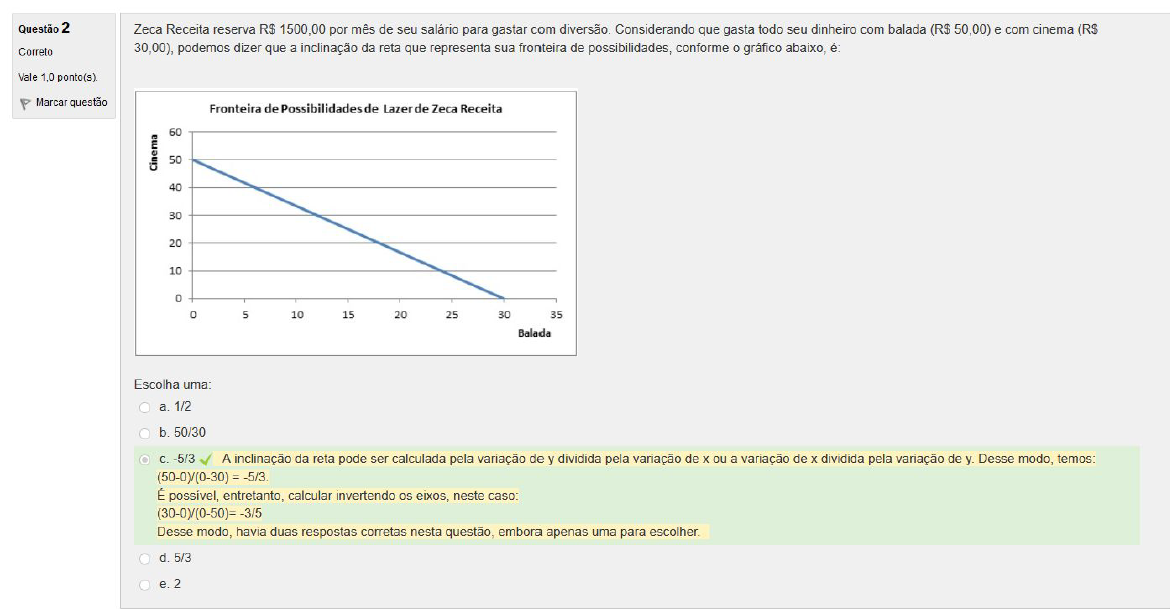 Questão 2
Correto
Vale 1,0 ponto(s).
Marcar questão
Zeca Receita reserva R$ 1500,00 por mês de seu salário para gastar com diversão. Considerando que gasta todo seu dinheiro com balada (R$ 50,00) e com cinema (R$
30,00), podemos dizer que a inclinação da reta que representa sua fronteira de possibilidades, conforme o gráfico abaixo, é:
Fronteira de Possibilidades de Lazer de Zeca Receita
Cinema
60
50
40
30
20
10
0
0 5 10 15 20 25 30 35
Balada
Escolha uma:
a. 1/2
b. 50/30
c. -5/3 A inclinação da reta pode ser calculada pela variação de y dividida pela variação de x ou a variação de x dividida pela variação de y. Desse modo, temos:
(50-0)/(0-30) = -5/3.
É possível, entretanto, calcular invertendo os eixos, neste caso:
(30-0)/(0-50)= -3/5
Desse modo, havia duas respostas corretas nesta questão, embora apenas uma para escolher.
d. 5/3
e. 2